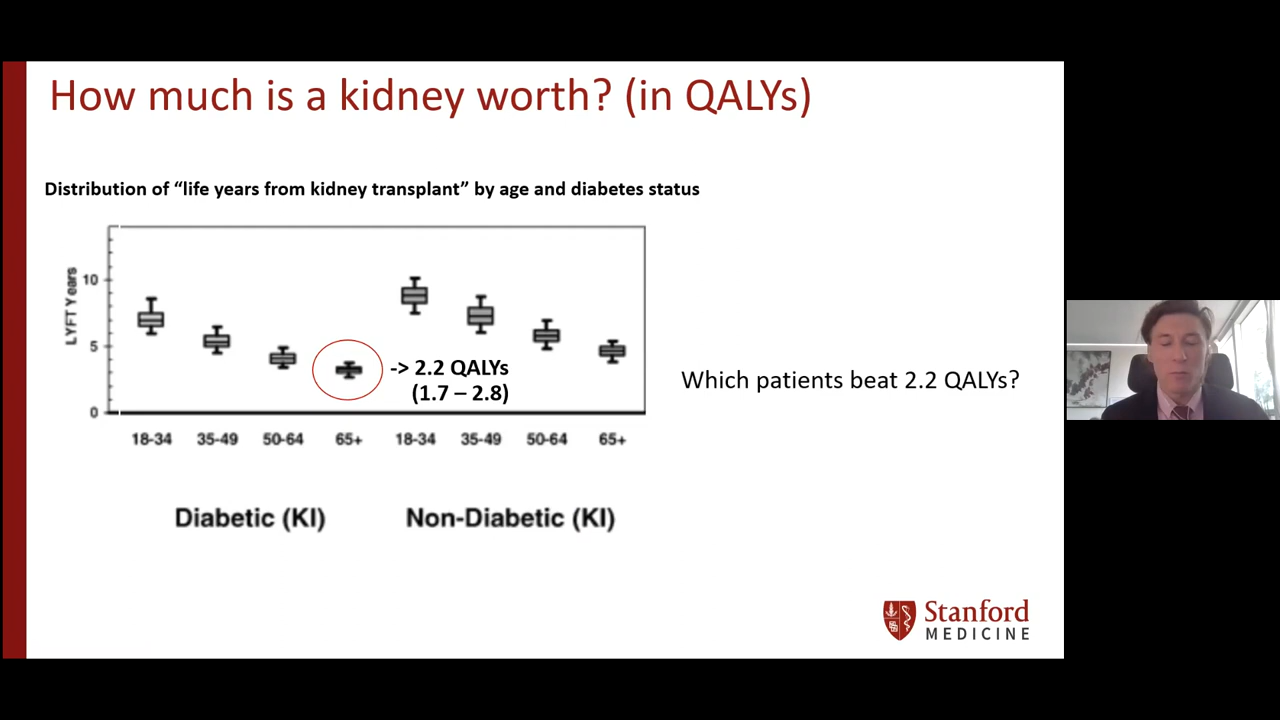 How much is a kidney worth? (in QALYs)
Distribution of “life years from kidney transplant” by age and diabetes status
LYFT Years
10
5
0
-> 2.2 QALYs
(1.7 – 2.8)
Which patients beat 2.2 QALYs?
18-34 35-49 50-64 65+ 18-34 35-49 50-64 65+
Diabetic (KI) Non-Diabetic (KI)
Stanford
MEDICINE